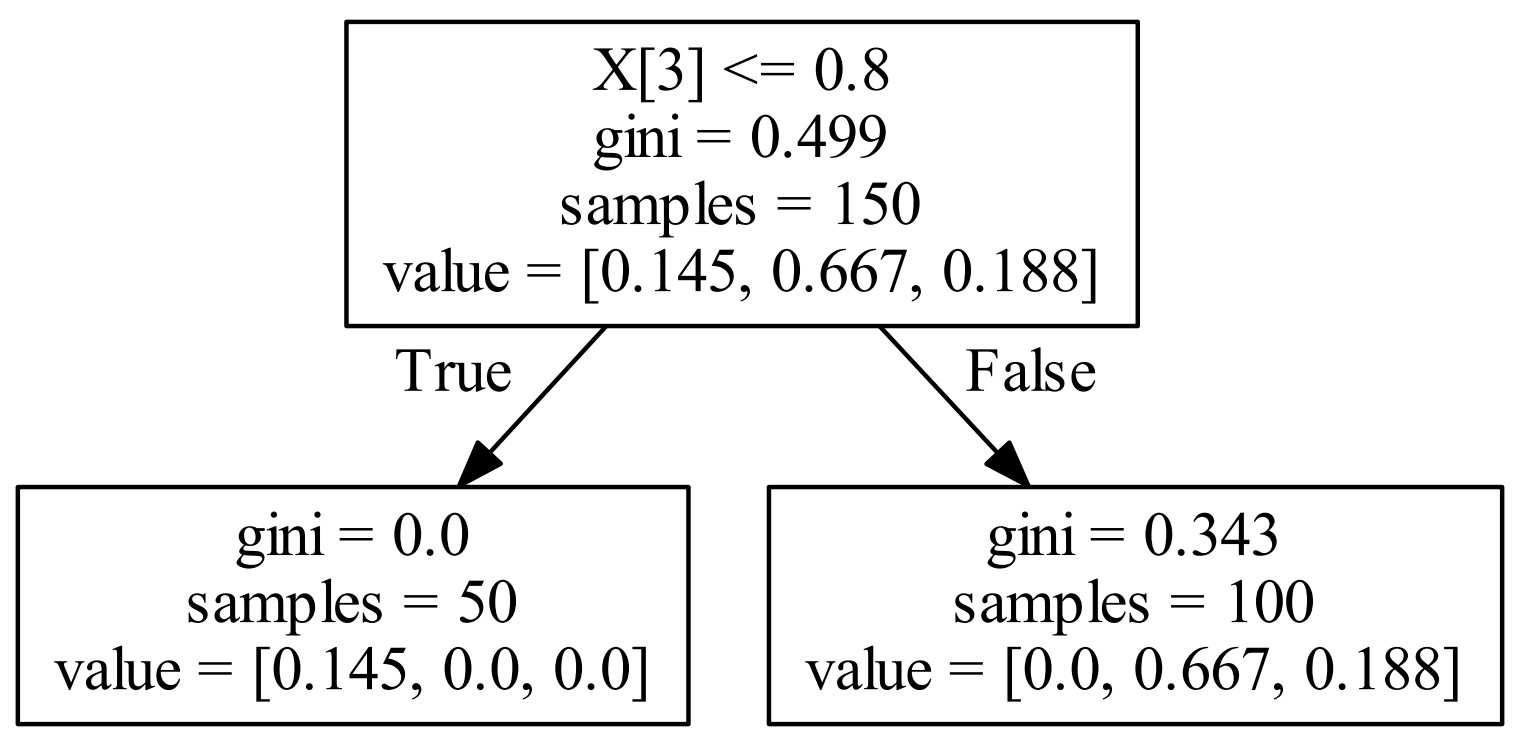 X[3] <= 0.8
gini = 0.499
samples = 150
value = [0.145, 0.667, 0.188]
True
False
gini = 0.0
samples = 50
value = [0.145, 0.0, 0.0]
gini = 0.343
samples = 100
value = [0.0, 0.667, 0.188]